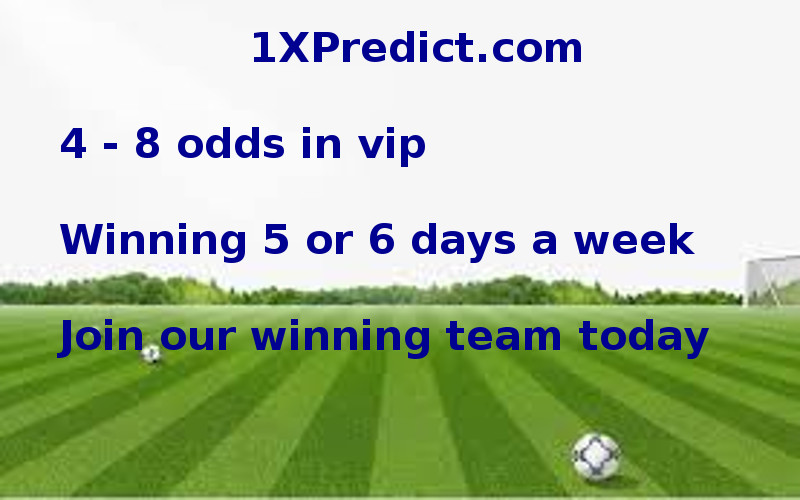 1XPredict.com
4 - 8 odds in vip
Winning 5 or 6 days a week
Join our winning team today